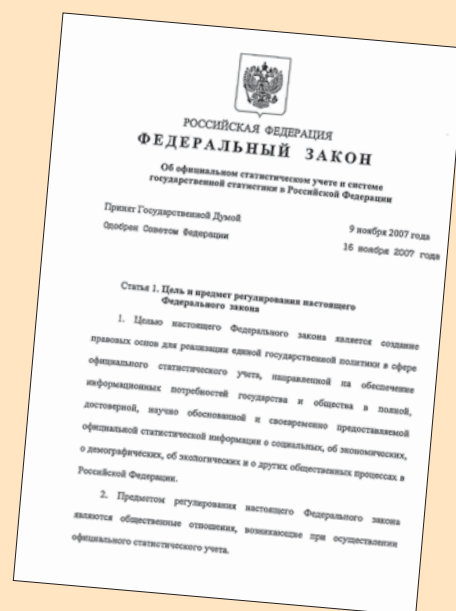 РОССИЙСКАЯ ФЕДЕРАЦИЯ
ФЕДЕРАЛЬНЫЙ ЗАКОН
Об официальном статистическом учете и системе
государственной статистики в Российской Федерации
Принят Государственной Думой 9 ноября 2007 года
Одобрен Советом Федерации 16 ноября 2007 года
Статья 1. Цель и предмет регулирования настоящего
Федерального закона
1. Целью настоящего Федерального закона является создание
правовых основ для реализации единой государственной политики в сфере
официального статистического учета, направленной на обеспечение
информационных потребностей государства и общества в полной,
достоверной, научно обоснованной и своевременно предоставляемой
официальной статистической информации о социальных, об экономических,
о демографических, об экологических и о других общественных процессах в
Российской Федерации.
2. Предметом регулирования настоящего Федерального закона
являются общественные отношения, возникающие при осуществлении
официального статистического учета.